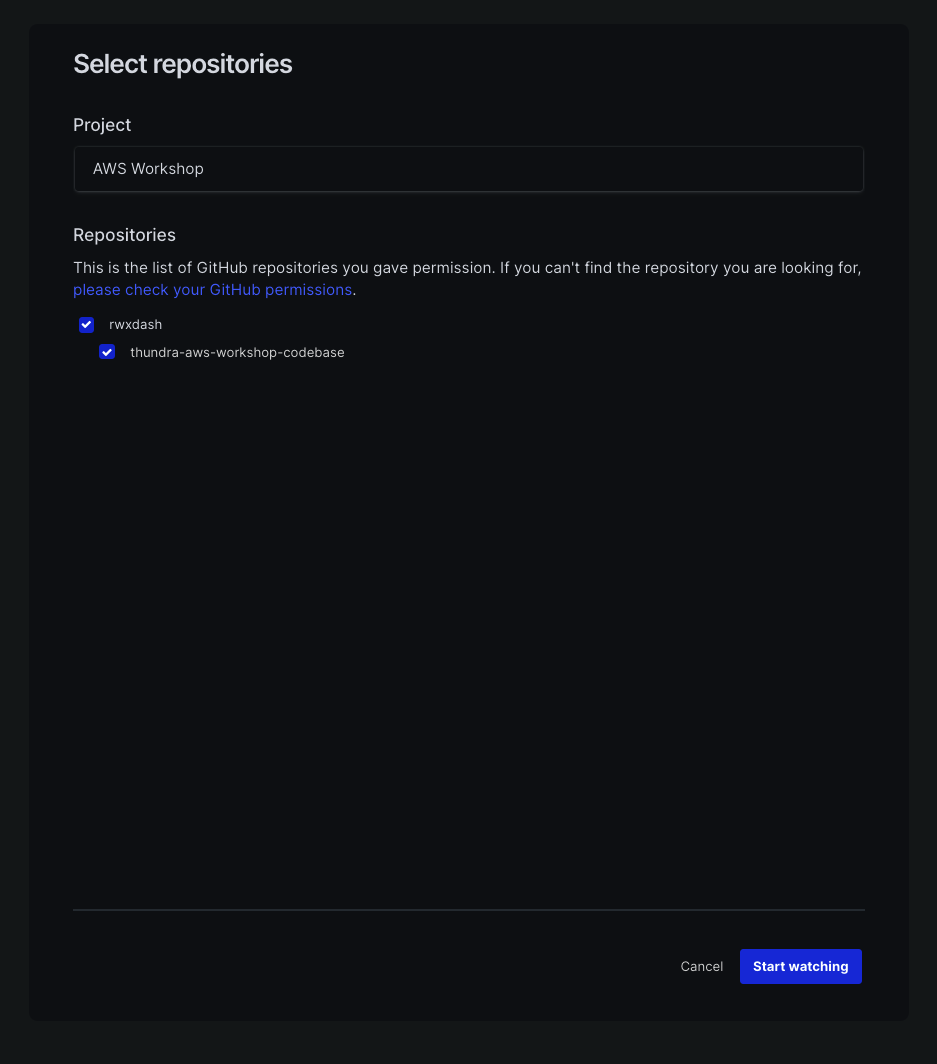 Select repositories
Project
AWS Workshop
Repositories
This is the list of GitHub repositories you gave permission. If you can't find the repository you are looking for,
please check your GitHub permissions.
rwxdash
thundra-aws-workshop-codebase
Cancel
Start watching